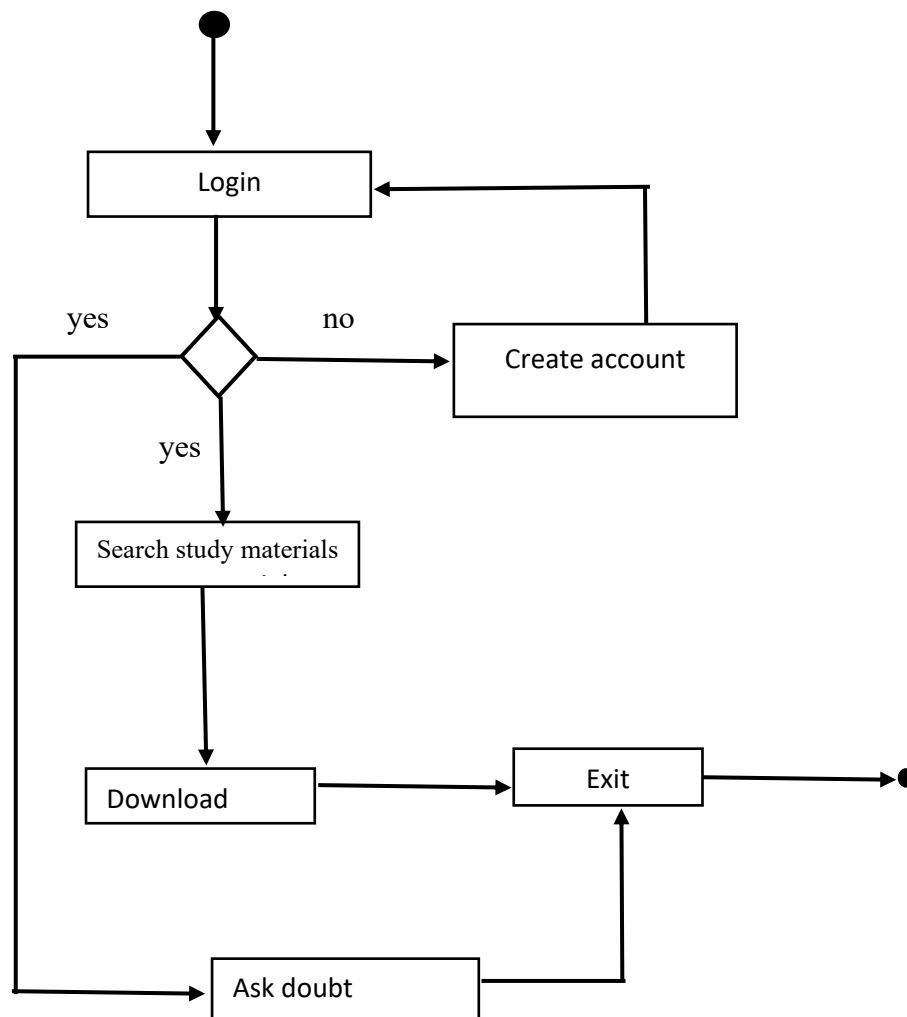 Login
yes
no
Create account
yes
Search study materials
Download
Exit
Ask doubt